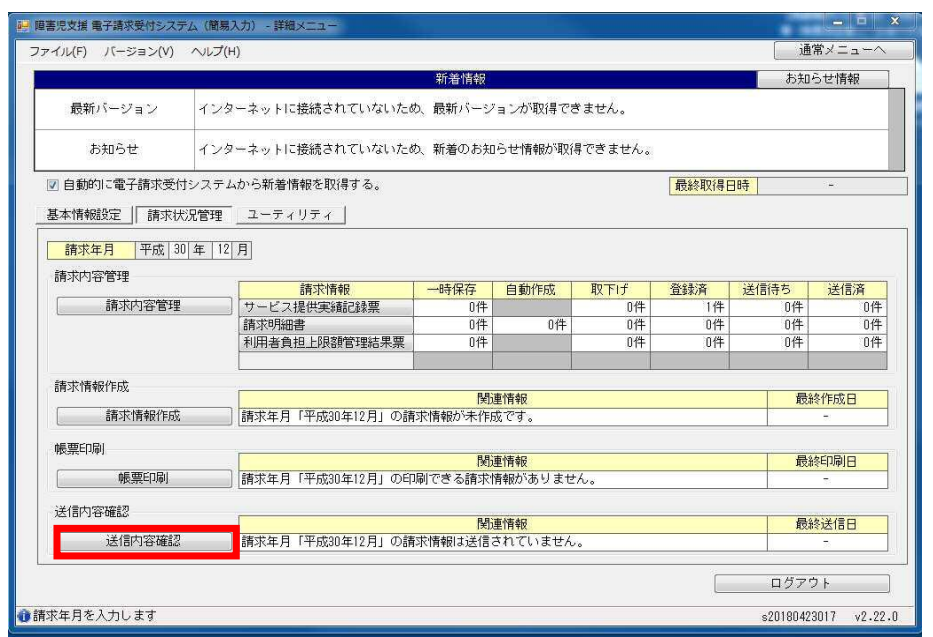 障害児支援 電子請求受付システム（簡易入力） - 詳細メニュー
ファイル(F) バージョン(V) ヘルプ(H) 通常メニューへ
新着情報 お知らせ情報
最新バージョン インターネットに接続されていないため、最新バージョンが取得できません。
お知らせ インターネットに接続されていないため、新着のお知らせ情報が取得できません。
自動的に電子請求受付システムから新着情報を取得する。 最終取得日時 -
基本情報設定 請求状況管理 ユーティリティ
請求年月 平成 30 年 12 月
請求内容管理
請求情報 一時保存 自動作成 取下げ 登録済 送信待ち 送信済
請求内容管理 サービス提供実績記録票 0件 0件 1件 0件 0件
請求明細書 0件 0件 0件 0件 0件 0件
利用者負担上限額管理結果票 0件 0件 0件 0件 0件
請求情報作成
関連情報 最終作成日
請求情報作成 請求年月「平成30年12月」の請求情報が未作成です。 -
帳票印刷
関連情報 最終印刷日
帳票印刷 請求年月「平成30年12月」の印刷できる請求情報がありません。 -
送信内容確認
関連情報 最終送信日
送信内容確認 請求年月「平成30年12月」の請求情報は送信されていません。 -
ログアウト
請求年月を入力します s20180423017 v2.22.0